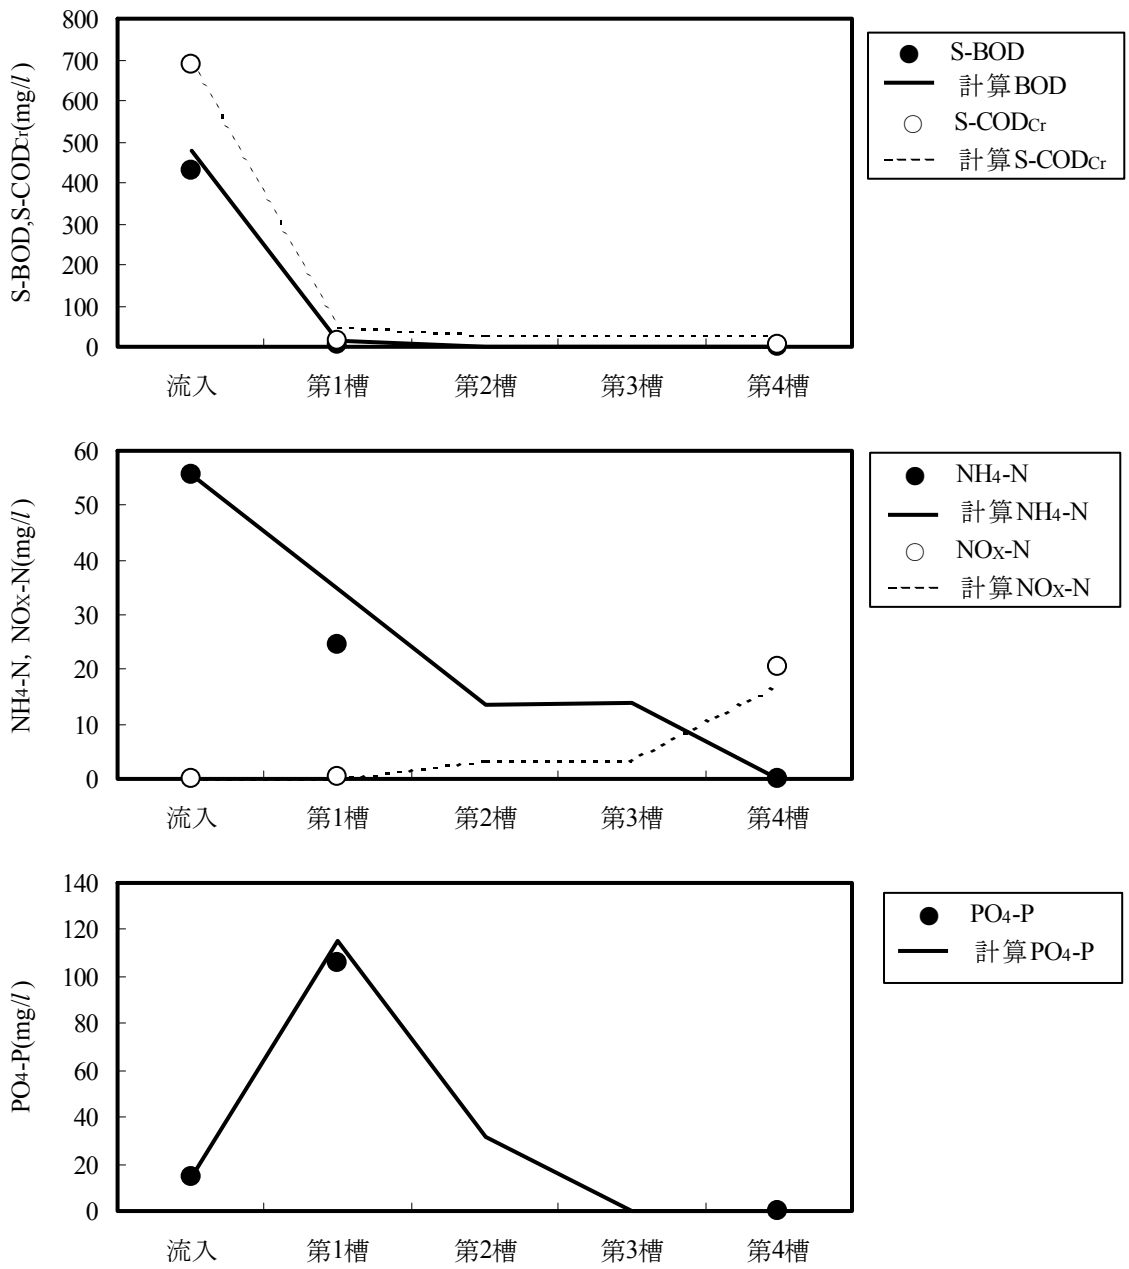 800
700
600
500
400
300
200
100
0
S-BOD,S-CODCr(mg/l)
流入 第1槽 第2槽 第3槽 第4槽
S-BOD
計算BOD
S-CODCr
計算S-CODCr
60
50
40
30
20
10
0
NH4-N, NOX-N(mg/l)
流入 第1槽 第2槽 第3槽 第4槽
NH4-N
計算NH4-N
NOX-N
計算NOX-N
140
120
100
80
60
40
20
0
PO4-P(mg/l)
流入 第1槽 第2槽 第3槽 第4槽
PO4-P
計算PO4-P